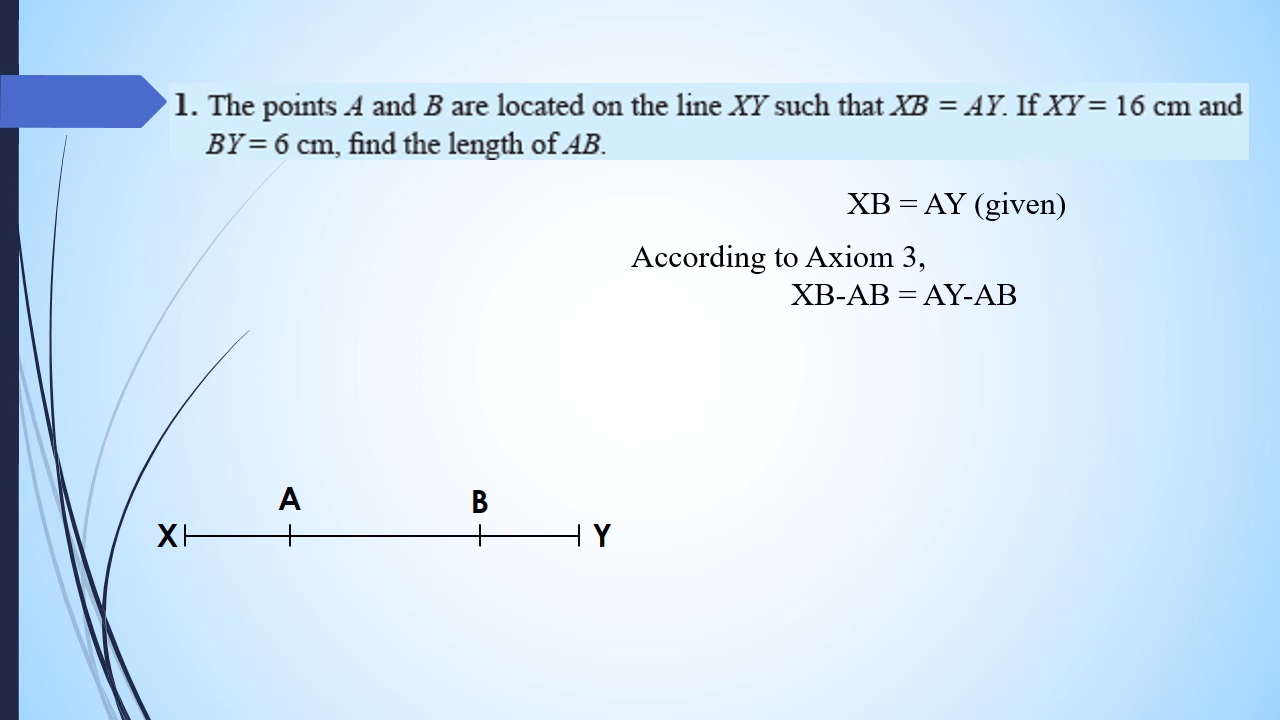 1. The points A and B are located on the line XY such that XB = AY. If XY = 16 cm and
BY = 6 cm, find the length of AB.
XB = AY (given)
According to Axiom 3,
XB-AB = AY-AB
A
B
X
Y